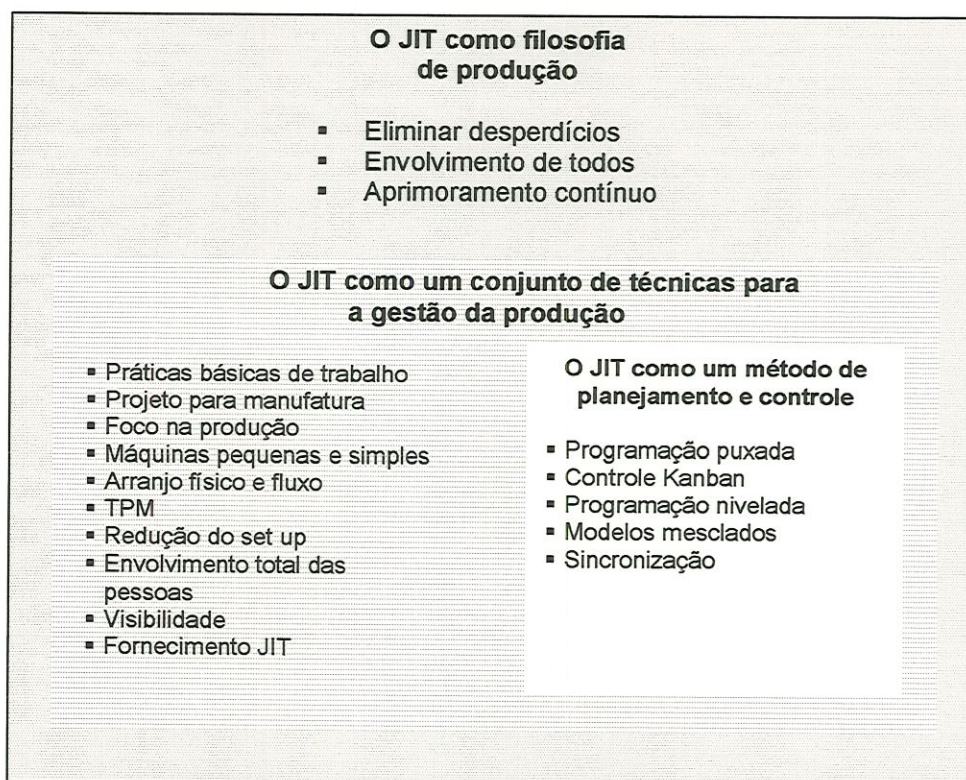 O JIT como filosofia
de produção
▪ Eliminar desperdícios
▪ Envolvimento de todos
▪ Aprimoramento contínuo
O JIT como um conjunto de técnicas para
a gestão da produção
▪ Práticas básicas de trabalho
▪ Projeto para manufatura
▪ Foco na produção
▪ Máquinas pequenas e simples
▪ Arranjo físico e fluxo
▪ TPM
▪ Redução do set up
▪ Envolvimento total das
pessoas
▪ Visibilidade
▪ Fornecimento JIT
O JIT como um método de
planejamento e controle
▪ Programação puxada
▪ Controle Kanban
▪ Programação nivelada
▪ Modelos mesclados
▪ Sincronização